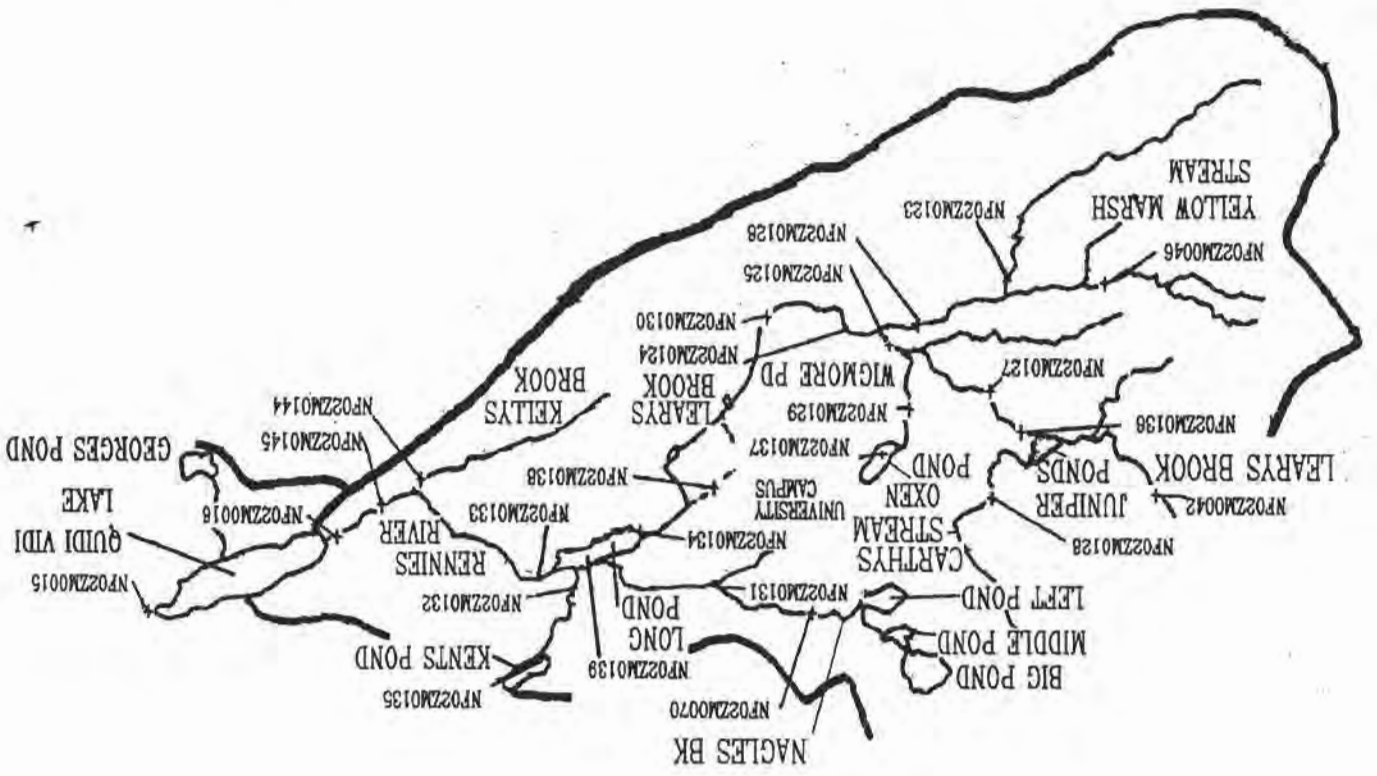 NAGLES BK
NF02ZM0070
NF02ZM0135
BIG POND
NF02ZM0139
KENTS POND
MIDDLE POND
LONG
POND
LEFT POND
NF02ZM0131
NF02ZM0132
NF02ZM0015
CARTHYS
STREAM
RENNIES
RIVER
NF02ZM0128
NF02ZM0134
NF02ZM0133
QUIDI VIDI
LAKE
NF02ZM0042
JUNIPER
PONDS
UNIVERSITY
CAMPUS
NF02ZM0016
LEARYS BROOK
OXEN
POND
NF02ZM0138
NF02ZM0137
NF02ZM0145
GEORGES POND
NF02ZM0136
NF02ZM0129
LEARYS
BROOK
NF02ZM0144
NF02ZM0127
WIGMORE PD
KELLYS
BROOK
NF02ZM0124
NF02ZM0130
NF02ZM0125
NF02ZM0126
NF02ZM0046
YELLOW MARSH
STREAM
NF02ZM0123